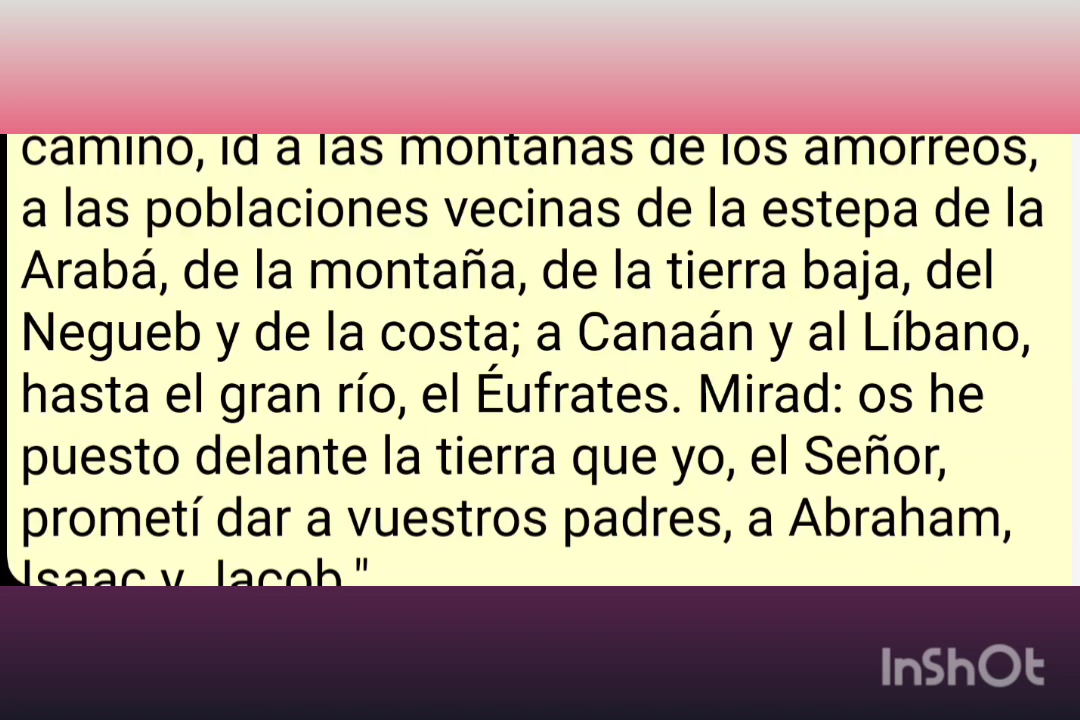 camino, id a las montañas de los amorreos,
a las poblaciones vecinas de la estepa de la
Arabá, de la montaña, de la tierra baja, del
Negueb y de la costa; a Canaán y al Líbano,
hasta el gran río, el Éufrates. Mirad: os he
puesto delante la tierra que yo, el Señor,
prometí dar a vuestros padres, a Abraham,
Isaac y Jacob."
InShOt